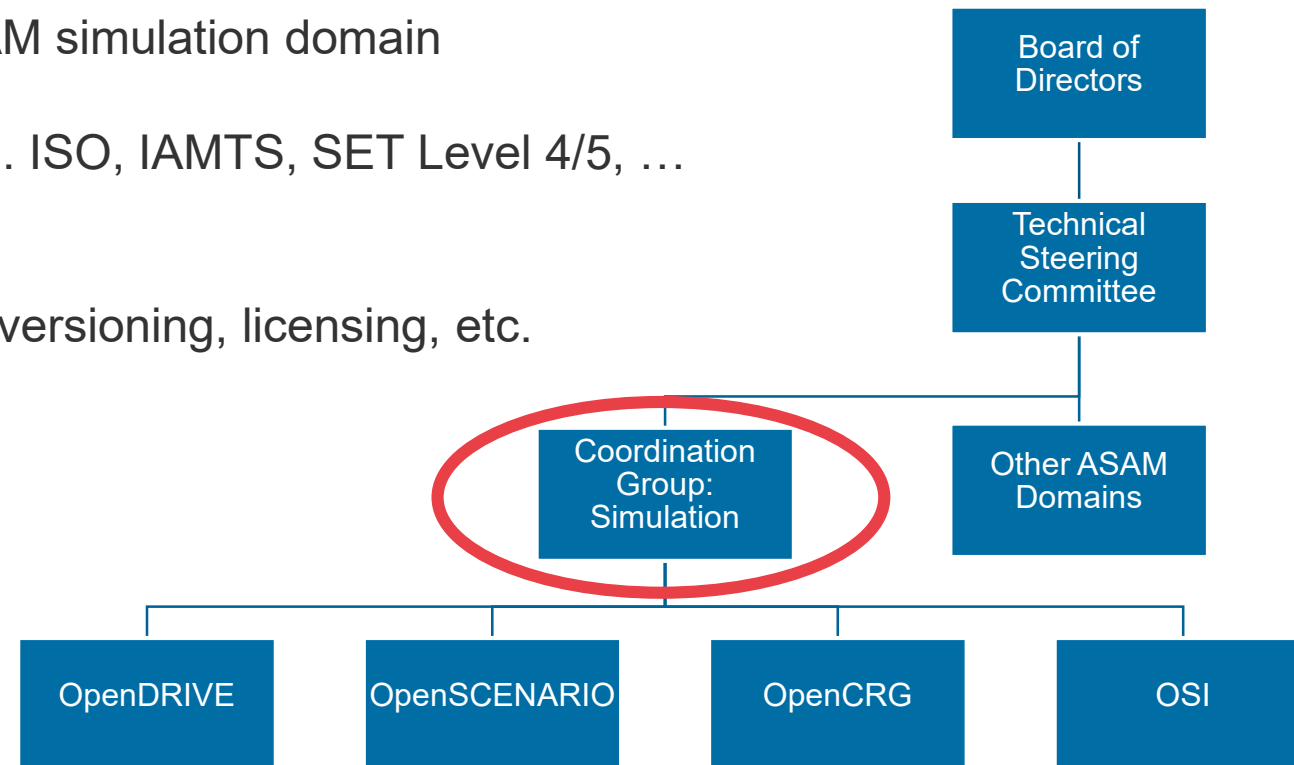 AM simulation domain
. ISO, IAMTS, SET Level 4/5, …
versioning, licensing, etc.
Board of
Directors
Technical
Steering
Committee
Coordination
Group:
Simulation
Other ASAM
Domains
OpenDRIVE
OpenSCENARIO
OpenCRG
OSI